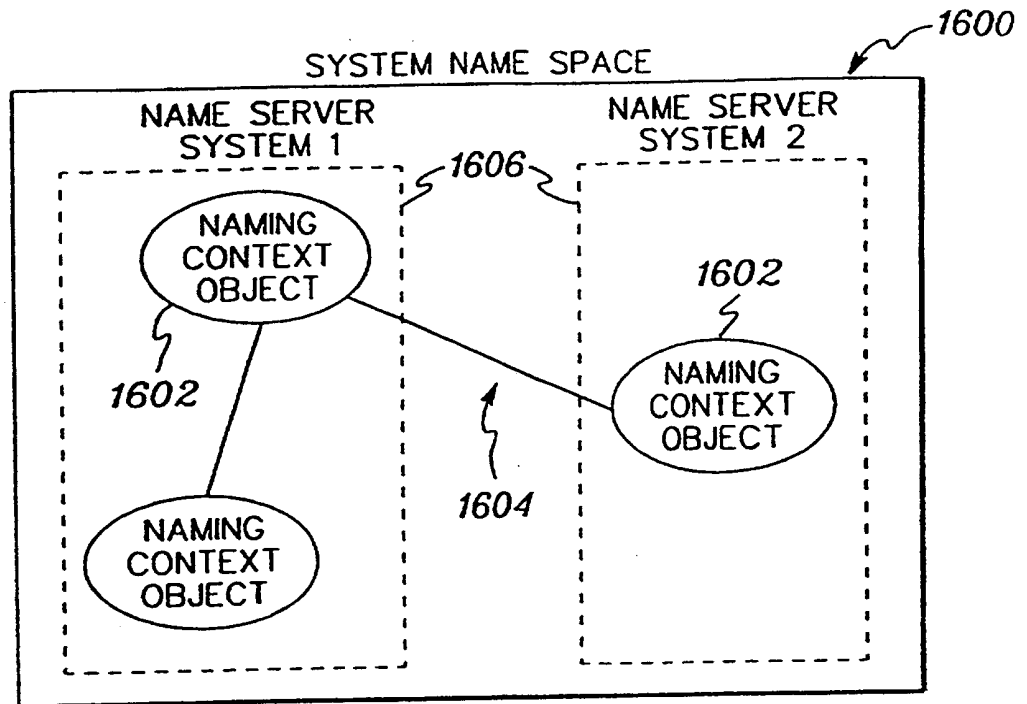 1600
SYSTEM NAME SPACE
NAME SERVER
SYSTEM 1
NAME SERVER
SYSTEM 2
1606
NAMING
CONTEXT
OBJECT
1602
1602
NAMING
CONTEXT
OBJECT
1604
NAMING
CONTEXT
OBJECT